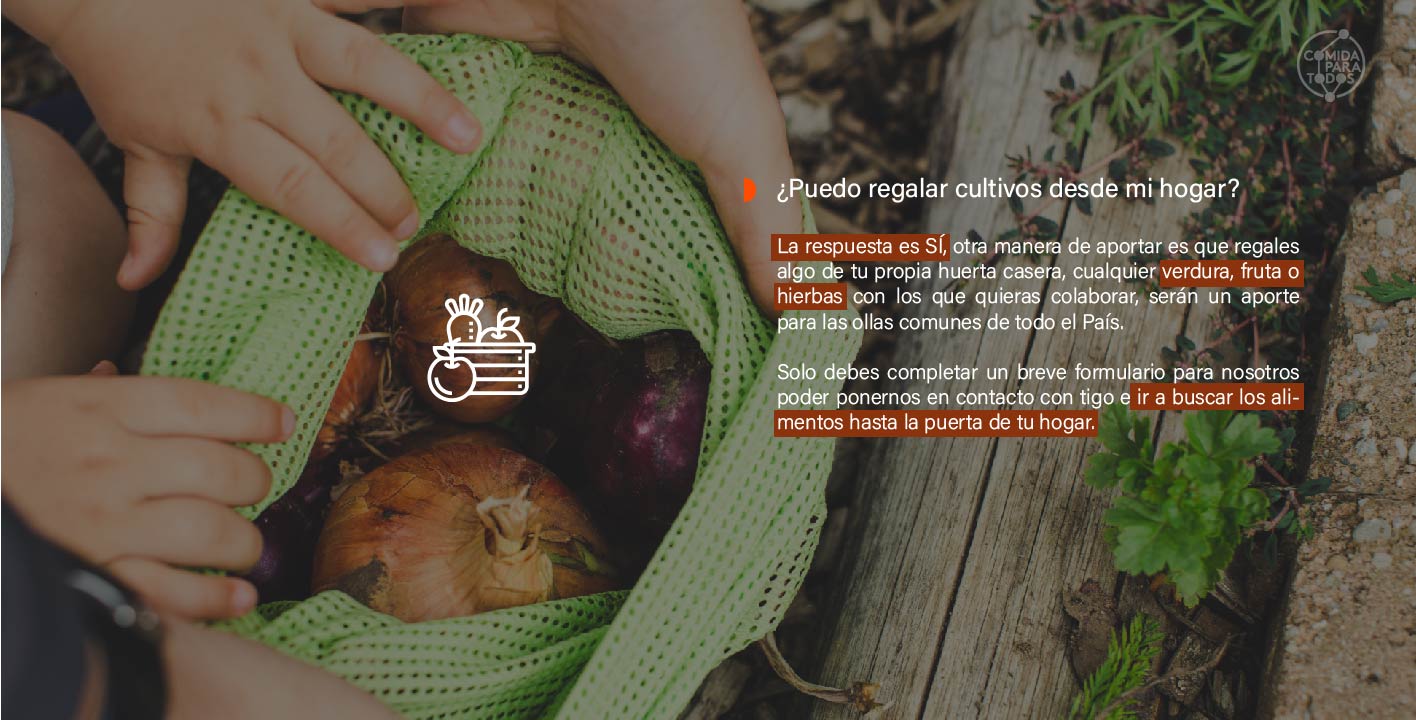 COMIDA
PARA
TODOS
¿Puedo regalar cultivos desde mi hogar?
La respuesta es SÍ, otra manera de aportar es que regales
algo de tu propia huerta casera, cualquier verdura, fruta o
hierbas con los que quieras colaborar, serán un aporte
para las ollas comunes de todo el País.
Solo debes completar un breve formulario para nosotros
poder ponernos en contacto con tigo e ir a buscar los ali-
mentos hasta la puerta de tu hogar.